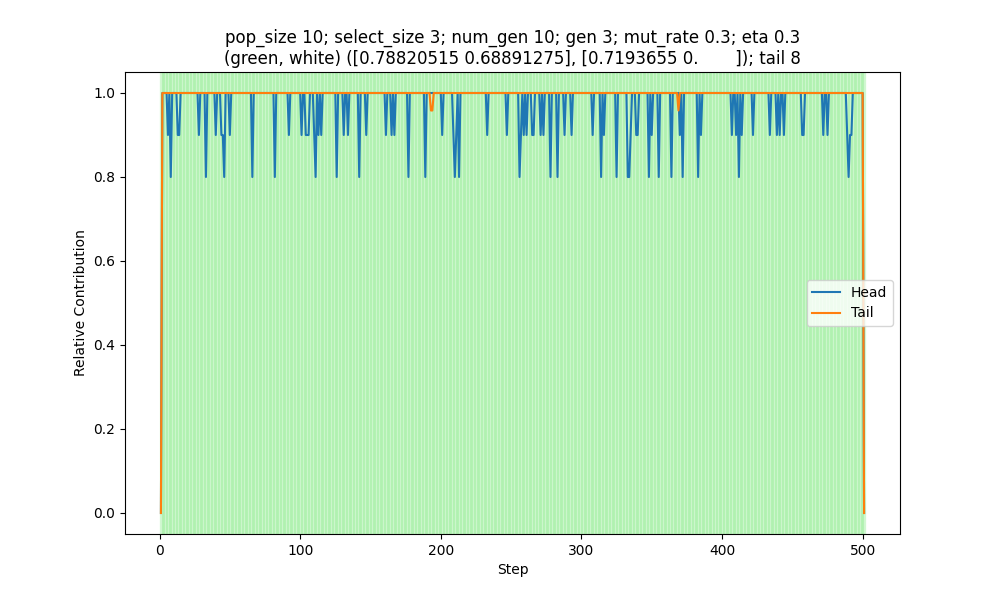 pop_size 10; select_size 3; num_gen 10; gen 3; mut_rate 0.3; eta 0.3
(green, white) ([0.78820515 0.68891275], [0.7193655 0.        ]); tail 8
1.0
0.8
0.6
0.4
0.2
0.0
Relative Contribution
Head
Tail
0 100 200 300 400 500
Step